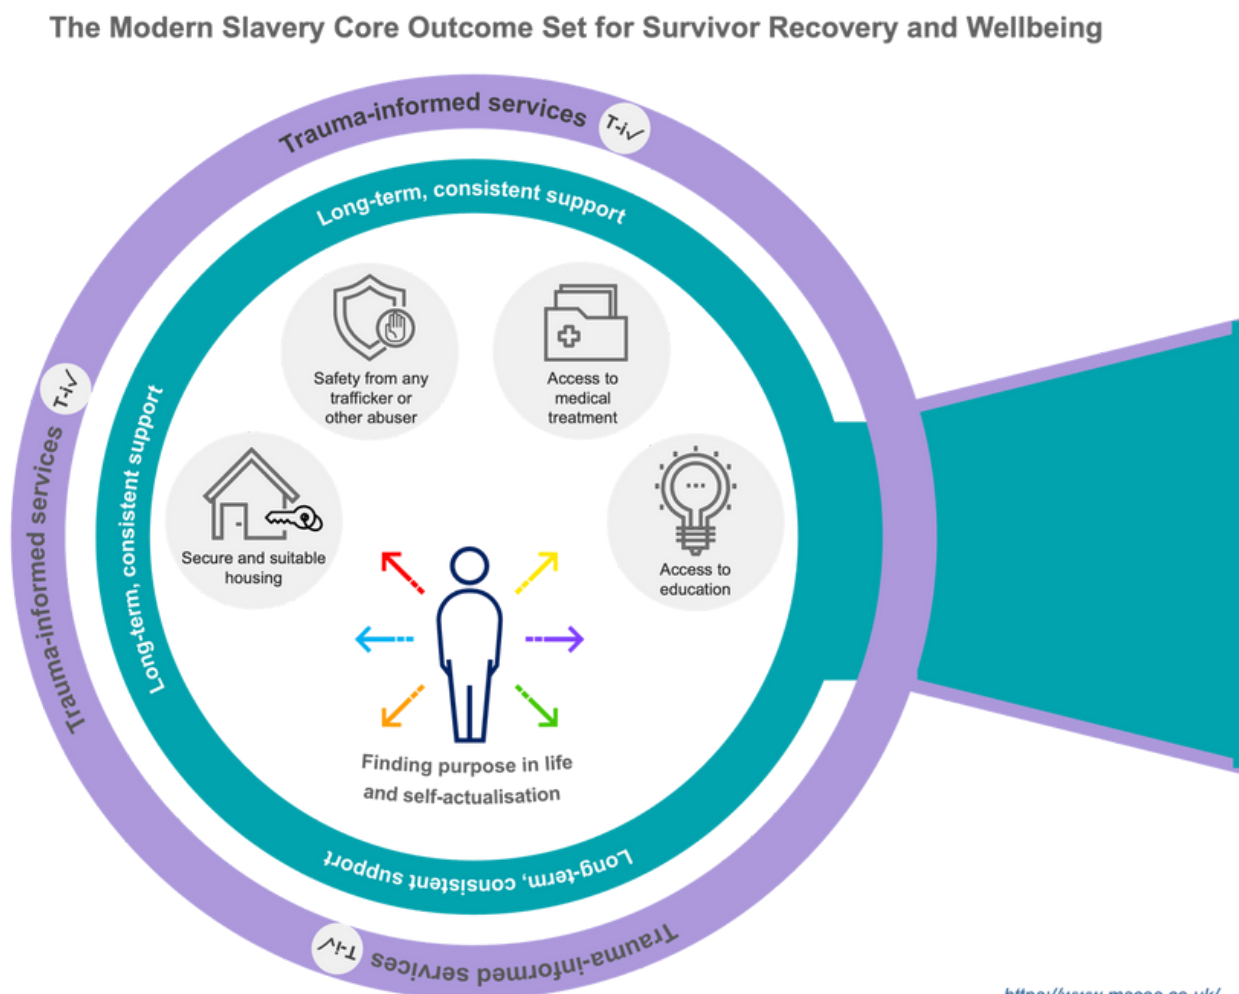 The Modern Slavery Core Outcome Set for Survivor Recovery and Wellbeing
Trauma-informed services
T-i✓
Long-term, consistent support
Safety from any
trafficker or
other abuser
Access to
medical
treatment
T-i✓
Trauma-informed services
Long-term, consistent support
Secure and suitable
housing
Access to
education
Finding purpose in life
and self-actualisation
Long-term, consistent support
Trauma-informed services
T-i✓